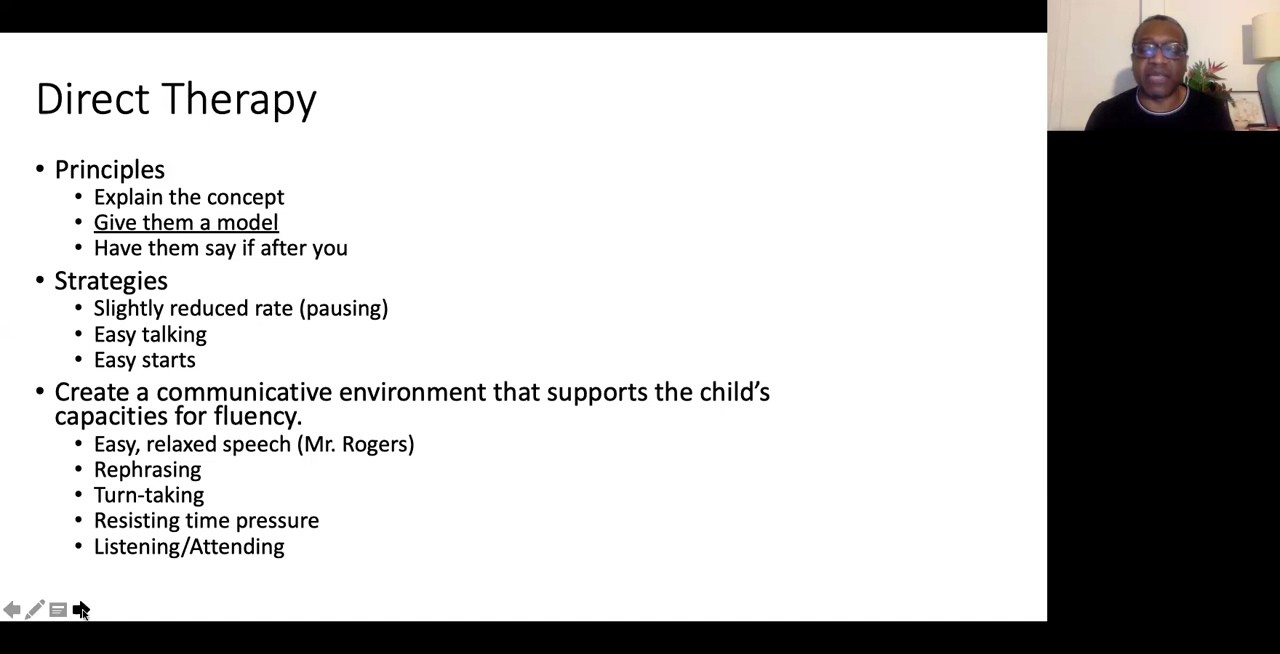 Direct Therapy
• Principles
• Explain the concept
• Give them a model
• Have them say if after you
• Strategies
• Slightly reduced rate (pausing)
• Easy talking
• Easy starts
• Create a communicative environment that supports the child's
capacities for fluency.
• Easy, relaxed speech (Mr. Rogers)
• Rephrasing
• Turn-taking
• Resisting time pressure
• Listening/Attending